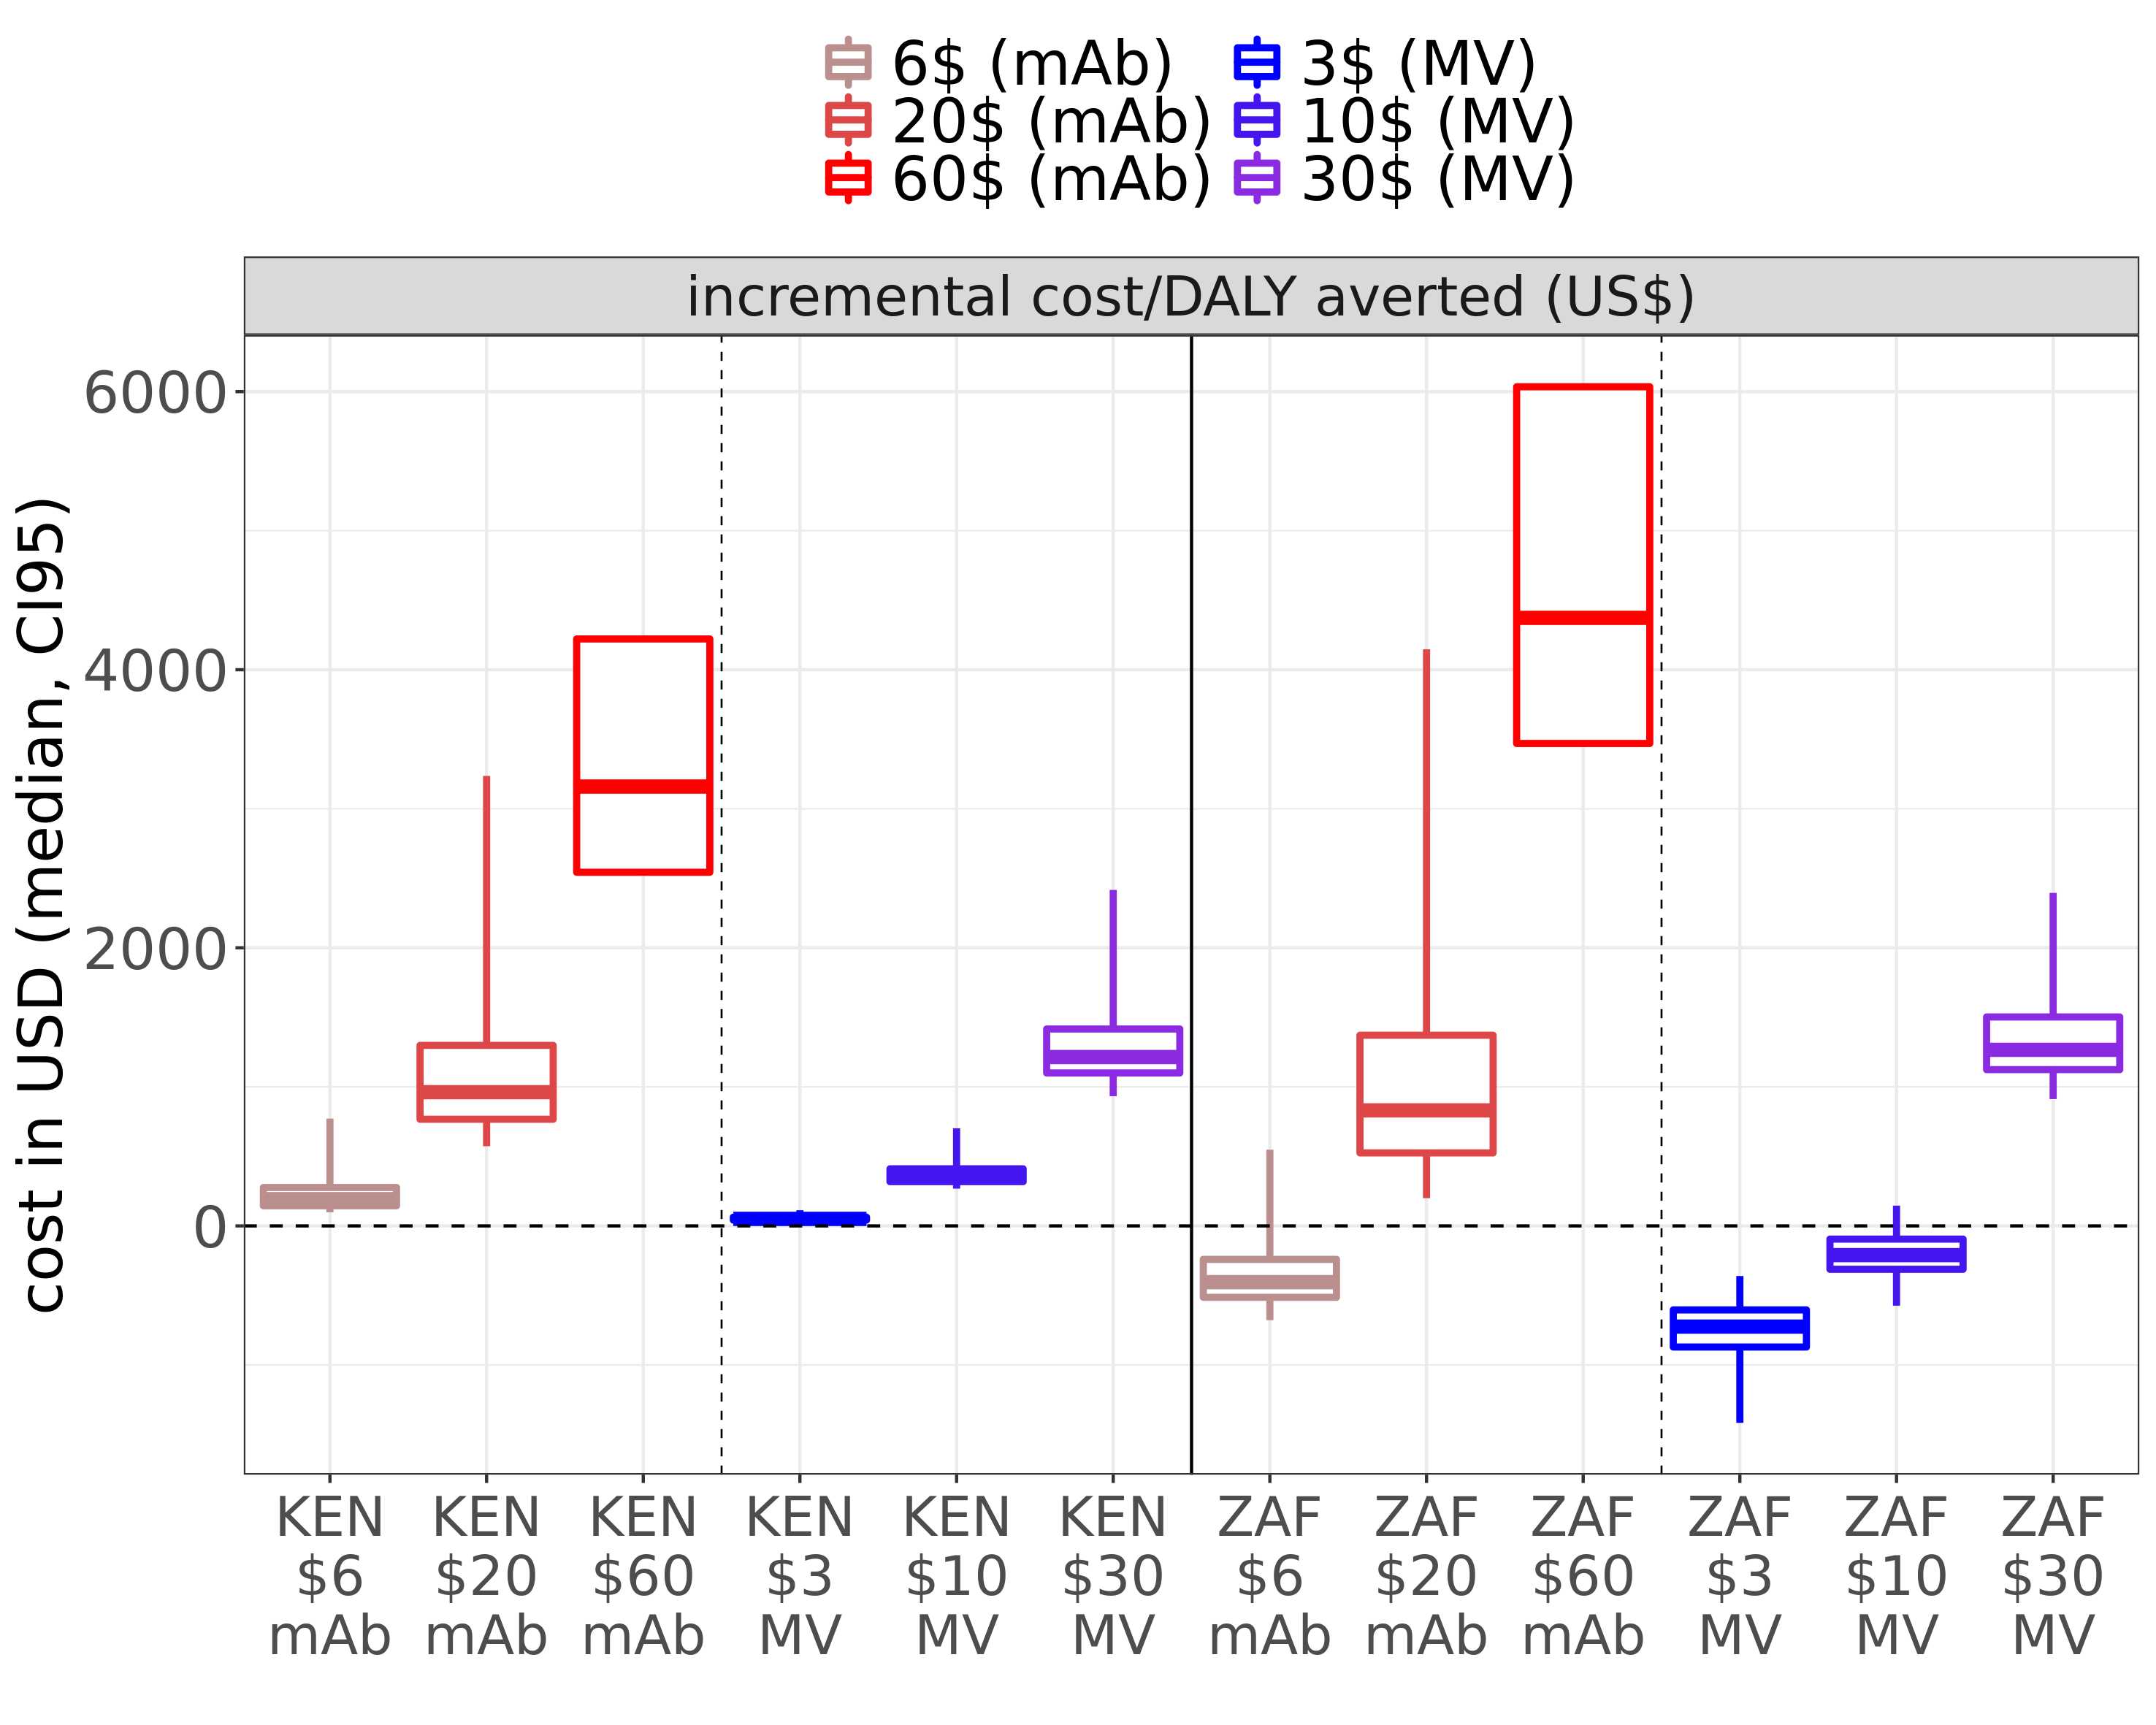 6$ (mAb) 3$ (MV)
20$ (mAb) 10$ (MV)
60$ (mAb) 30$ (MV)
incremental cost/DALY averted (US$)
cost in USD (median, CI95)
6000
4000
2000
0
KEN KEN KEN KEN KEN KEN ZAF ZAF ZAF ZAF ZAF ZAF
$6 $20 $60 $3 $10 $30 $6 $20 $60 $3 $10 $30
mAb mAb mAb MV MV MV mAb mAb mAb MV MV MV